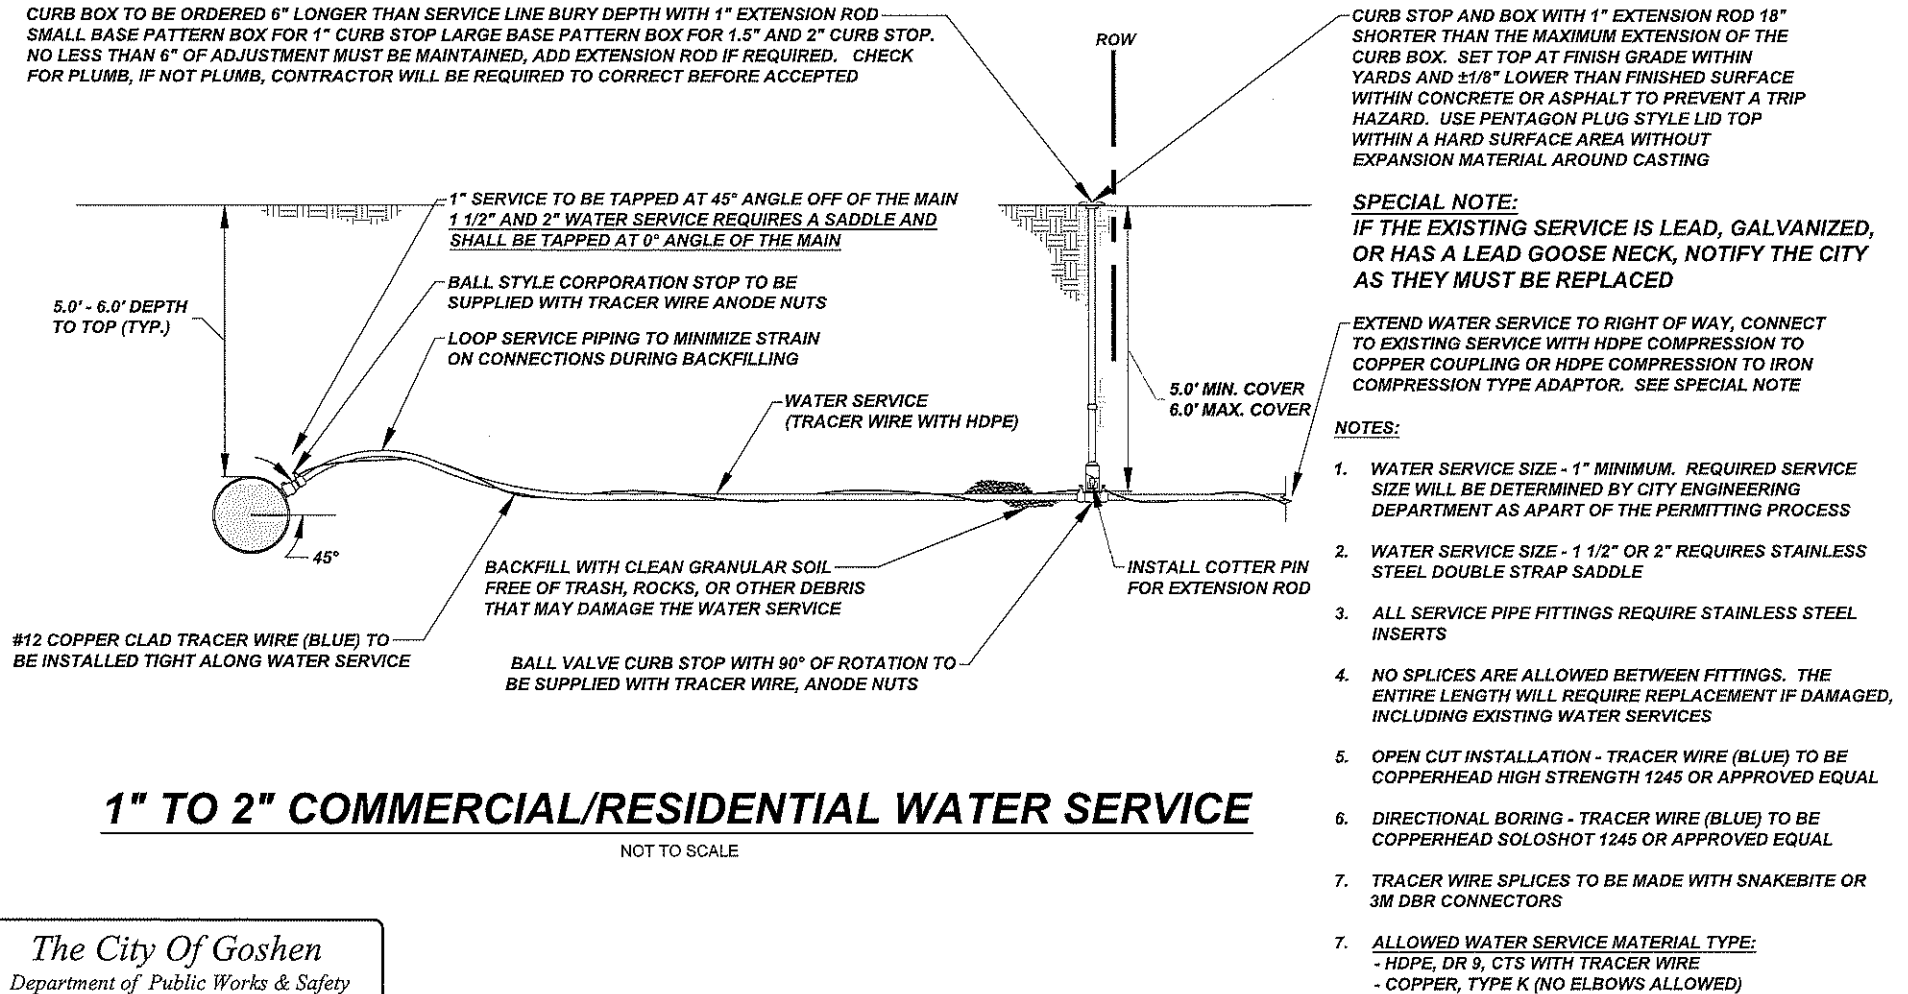 CURB BOX TO BE ORDERED 6" LONGER THAN SERVICE LINE BURY DEPTH WITH 1" EXTENSION ROD
SMALL BASE PATTERN BOX FOR 1" CURB STOP LARGE BASE PATTERN BOX FOR 1.5" AND 2" CURB STOP.
NO LESS THAN 6" OF ADJUSTMENT MUST BE MAINTAINED, ADD EXTENSION ROD IF REQUIRED. CHECK
FOR PLUMB, IF NOT PLUMB, CONTRACTOR WILL BE REQUIRED TO CORRECT BEFORE ACCEPTED
ROW
CURB STOP AND BOX WITH 1" EXTENSION ROD 18"
SHORTER THAN THE MAXIMUM EXTENSION OF THE
CURB BOX. SET TOP AT FINISH GRADE WITHIN
YARDS AND ±1/8" LOWER THAN FINISHED SURFACE
WITHIN CONCRETE OR ASPHALT TO PREVENT A TRIP
HAZARD. USE PENTAGON PLUG STYLE LID TOP
WITHIN A HARD SURFACE AREA WITHOUT
EXPANSION MATERIAL AROUND CASTING
1" SERVICE TO BE TAPPED AT 45° ANGLE OFF OF THE MAIN
1 1/2" AND 2" WATER SERVICE REQUIRES A SADDLE AND
SHALL BE TAPPED AT 0° ANGLE OF THE MAIN
BALL STYLE CORPORATION STOP TO BE
SUPPLIED WITH TRACER WIRE ANODE NUTS
5.0' - 6.0' DEPTH
TO TOP (TYP.)
LOOP SERVICE PIPING TO MINIMIZE STRAIN
ON CONNECTIONS DURING BACKFILLING
WATER SERVICE
(TRACER WIRE WITH HDPE)
5.0' MIN. COVER
6.0' MAX. COVER
45°
BACKFILL WITH CLEAN GRANULAR SOIL
FREE OF TRASH, ROCKS, OR OTHER DEBRIS
THAT MAY DAMAGE THE WATER SERVICE
INSTALL COTTER PIN
FOR EXTENSION ROD
#12 COPPER CLAD TRACER WIRE (BLUE) TO
BE INSTALLED TIGHT ALONG WATER SERVICE
BALL VALVE CURB STOP WITH 90° OF ROTATION TO
BE SUPPLIED WITH TRACER WIRE, ANODE NUTS
SPECIAL NOTE:
IF THE EXISTING SERVICE IS LEAD, GALVANIZED,
OR HAS A LEAD GOOSE NECK, NOTIFY THE CITY
AS THEY MUST BE REPLACED
EXTEND WATER SERVICE TO RIGHT OF WAY, CONNECT
TO EXISTING SERVICE WITH HDPE COMPRESSION TO
COPPER COUPLING OR HDPE COMPRESSION TO IRON
COMPRESSION TYPE ADAPTOR. SEE SPECIAL NOTE
NOTES:
1. WATER SERVICE SIZE - 1" MINIMUM. REQUIRED SERVICE
SIZE WILL BE DETERMINED BY CITY ENGINEERING
DEPARTMENT AS APART OF THE PERMITTING PROCESS
2. WATER SERVICE SIZE - 1 1/2" OR 2" REQUIRES STAINLESS
STEEL DOUBLE STRAP SADDLE
3. ALL SERVICE PIPE FITTINGS REQUIRE STAINLESS STEEL
INSERTS
4. NO SPLICES ARE ALLOWED BETWEEN FITTINGS. THE
ENTIRE LENGTH WILL REQUIRE REPLACEMENT IF DAMAGED,
INCLUDING EXISTING WATER SERVICES
5. OPEN CUT INSTALLATION - TRACER WIRE (BLUE) TO BE
COPPERHEAD HIGH STRENGTH 1245 OR APPROVED EQUAL
6. DIRECTIONAL BORING - TRACER WIRE (BLUE) TO BE
COPPERHEAD SOLOSHOT 1245 OR APPROVED EQUAL
7. TRACER WIRE SPLICES TO BE MADE WITH SNAKEBITE OR
3M DBR CONNECTORS
7. ALLOWED WATER SERVICE MATERIAL TYPE:
- HDPE, DR 9, CTS WITH TRACER WIRE
- COPPER, TYPE K (NO ELBOWS ALLOWED)
1" TO 2" COMMERCIAL/RESIDENTIAL WATER SERVICE
NOT TO SCALE
The City Of Goshen
Department of Public Works & Safety